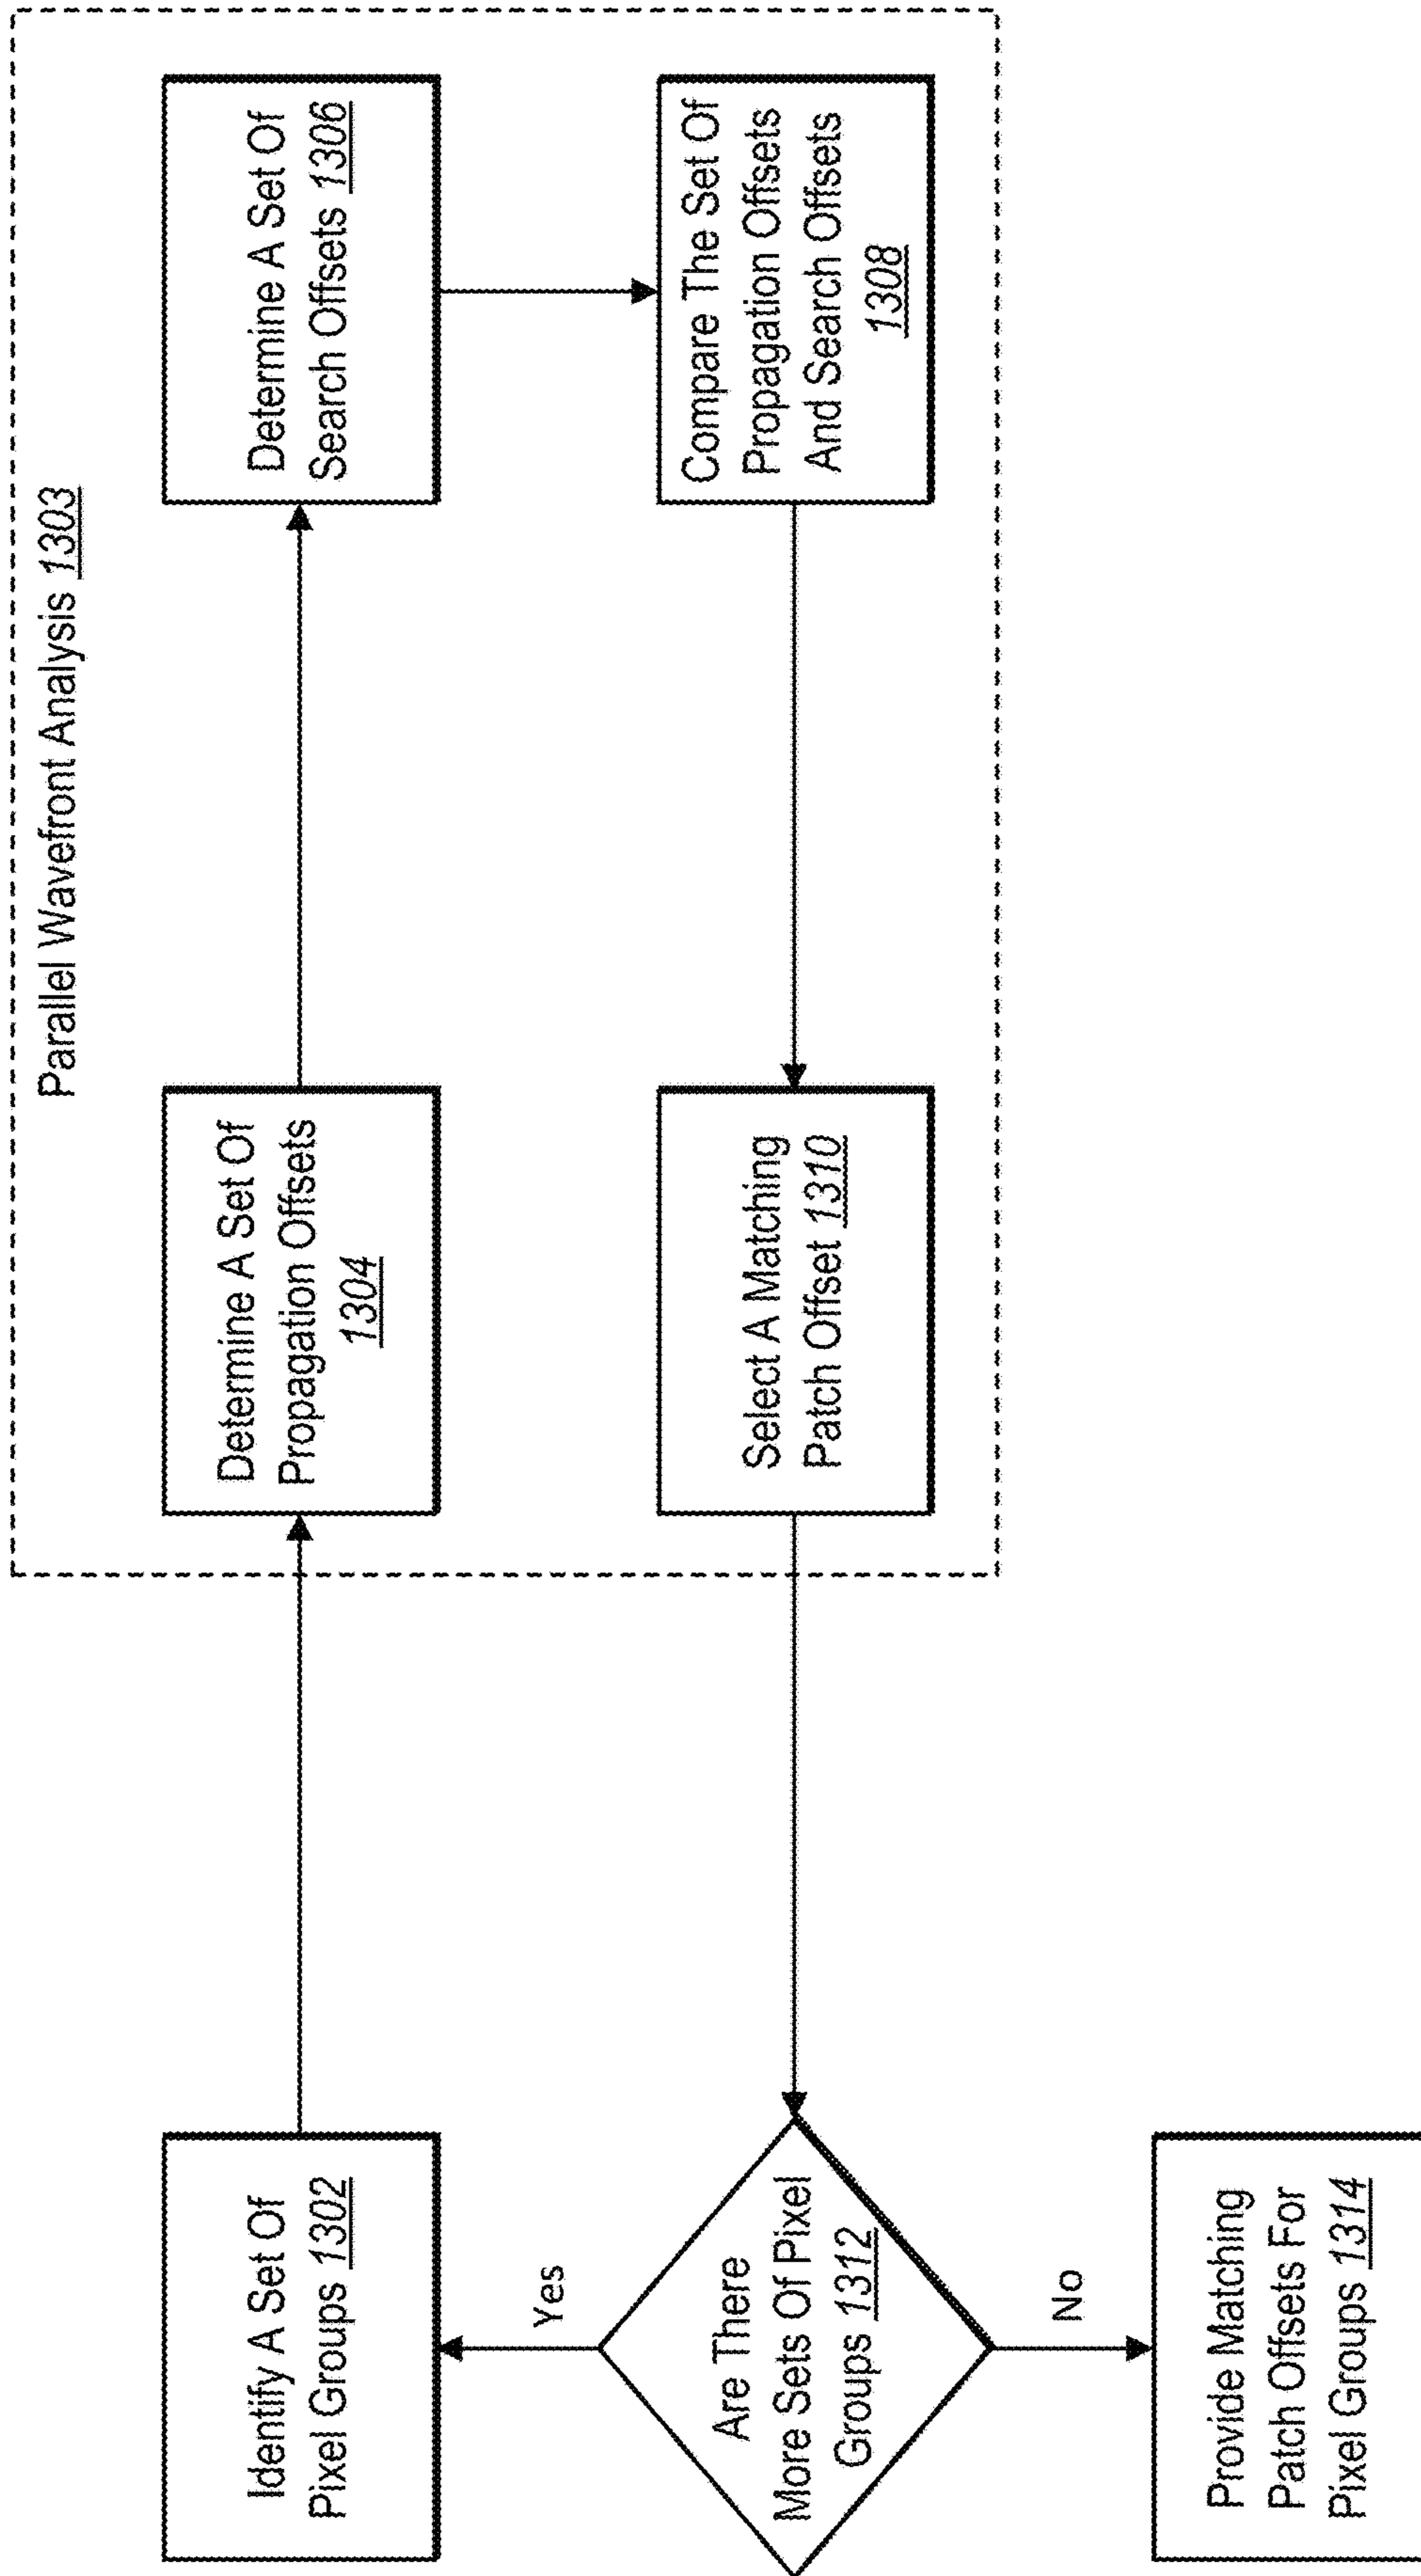 Parallel Wavefront Analysis 1303
Identify A Set Of
Pixel Groups 1302
Determine A Set Of
Propagation Offsets
1304
Determine A Set Of
Search Offsets 1306
Compare The Set Of
Propagation Offsets
And Search Offsets
1308
Select A Matching
Patch Offset 1310
Are There
More Sets Of Pixel
Groups 1312
Yes
No
Provide Matching
Patch Offsets For
Pixel Groups 1314